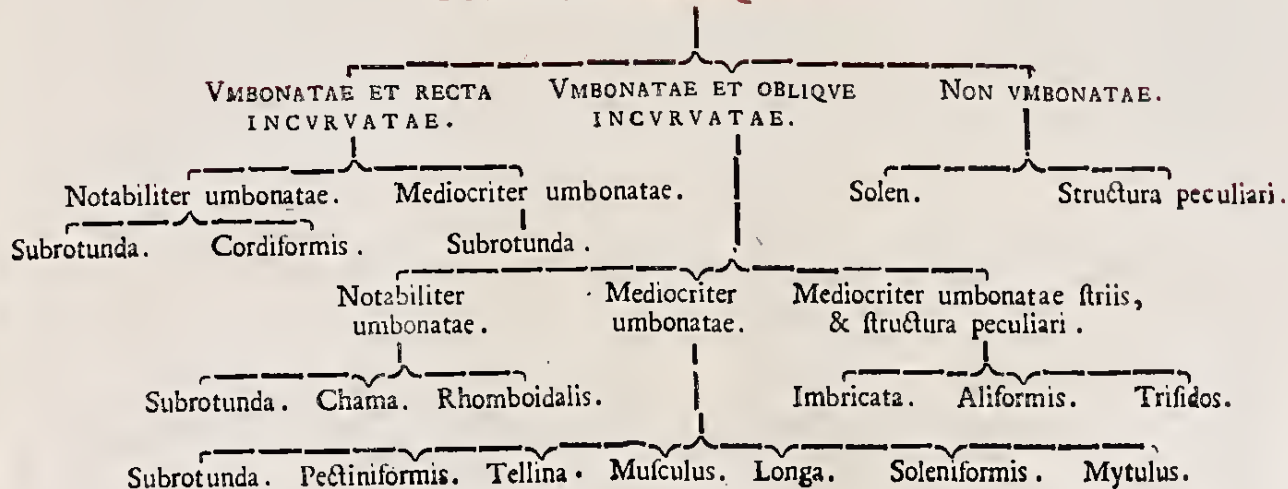 VMBONATAE ET RECTA INCVRVATAE.
VMBONATAE ET OBLIQVE INCVRVATAE.
NON VMBONATAE.
Notabiliter umbonatae.
Mediocriter umbonatae.
Solen.
Structura peculiari.
Subrotunda.
Cordiformis.
Subrotunda.
Notabiliter umbonatae.
Mediocriter umbonatae.
Mediocriter umbonatae ſtriis, & ſtructura peculiari.
Subrotunda.
Chama.
Rhomboidalis.
Imbricata.
Aliformis.
Trifidos.
Subrotunda.
Pectiniformis.
Tellina.
Muſculus.
Longa.
Soleniformis.
Mytulus.